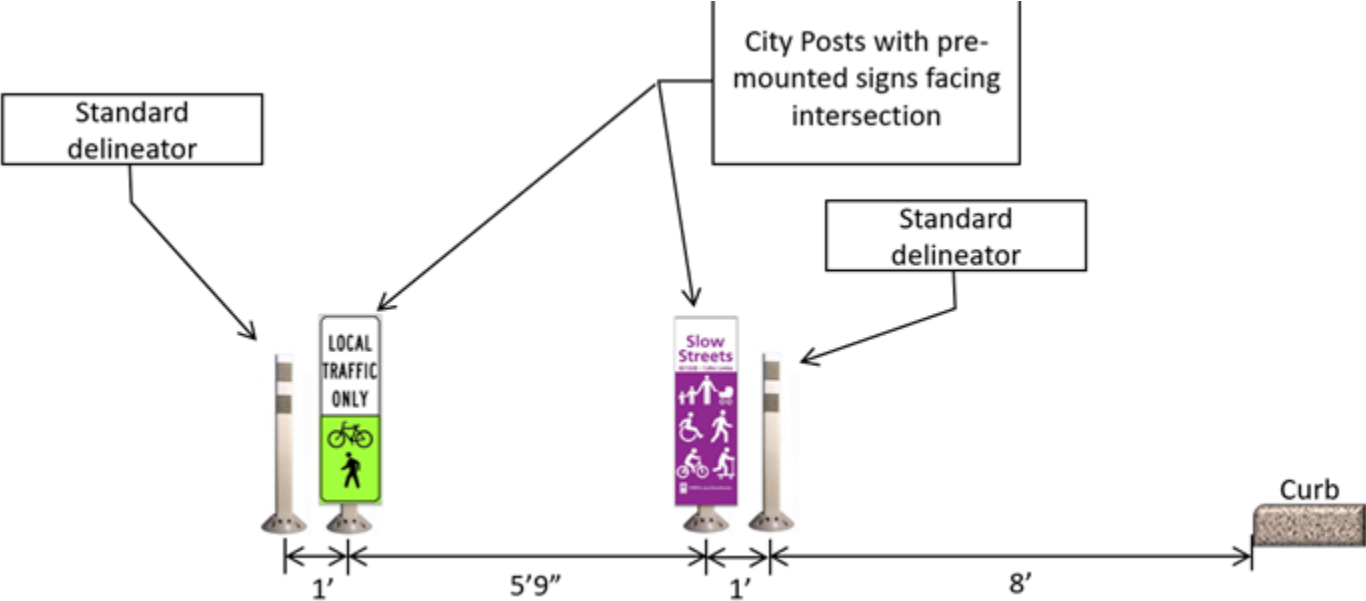 City Posts with pre-
mounted signs facing
intersection
Standard
delineator
Standard
delineator
LOCAL
TRAFFIC
ONLY
Slow
Streets
Curb
1’
5’9”
1’
8’